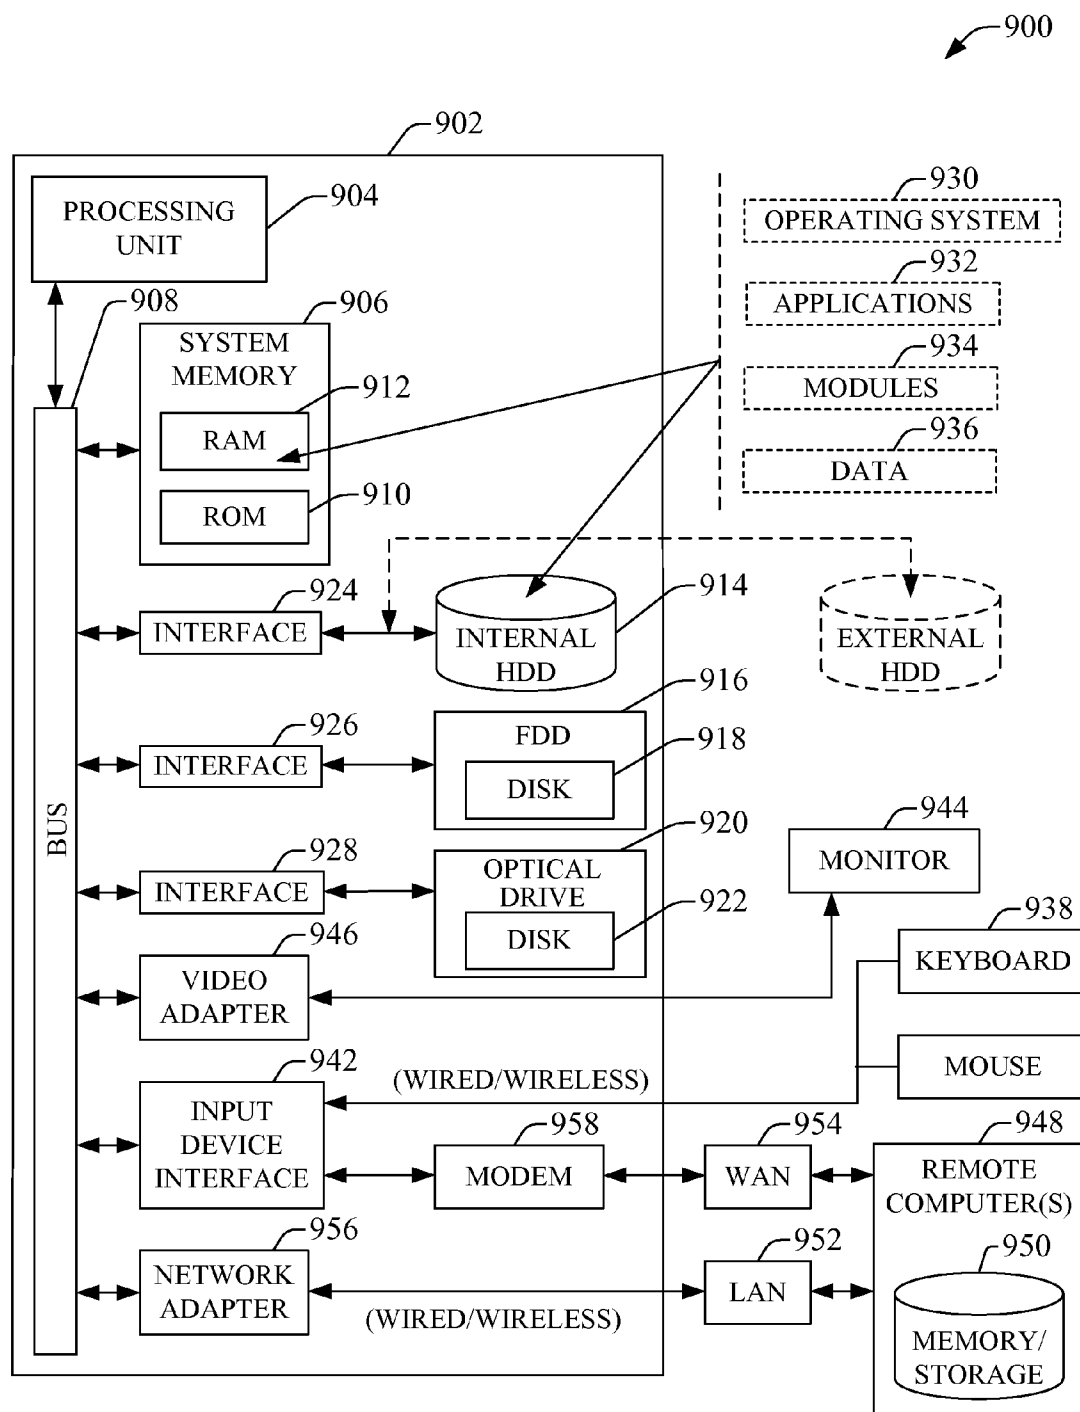 900
902
PROCESSING
UNIT
904
908
906
SYSTEM
MEMORY
912
RAM
910
ROM
930
OPERATING SYSTEM
932
APPLICATIONS
934
MODULES
936
DATA
BUS
924
INTERFACE
914
INTERNAL
HDD
EXTERNAL
HDD
926
INTERFACE
916
FDD
918
DISK
928
INTERFACE
920
OPTICAL
DRIVE
922
DISK
944
MONITOR
946
VIDEO
ADAPTER
938
KEYBOARD
MOUSE
942
INPUT
DEVICE
INTERFACE
(WIRED/WIRELESS)
958
MODEM
954
WAN
948
REMOTE
COMPUTER(S)
956
NETWORK
ADAPTER
(WIRED/WIRELESS)
952
LAN
950
MEMORY/
STORAGE